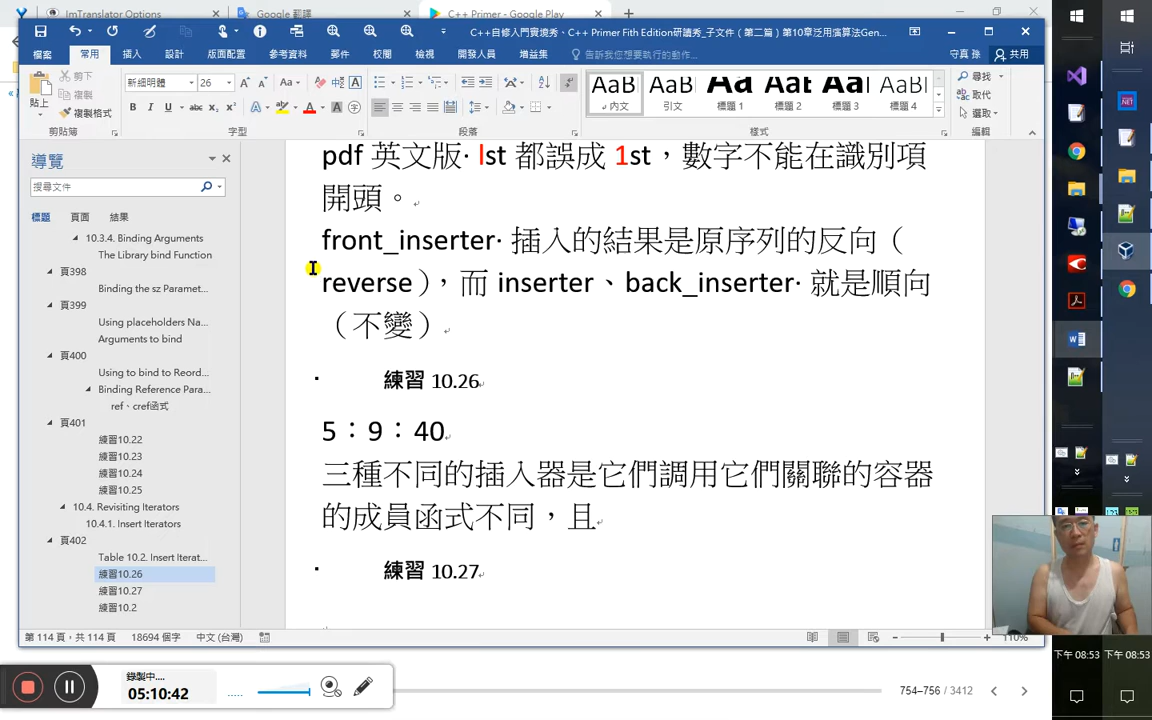 ImTranslator Options
Google 翻譯
C++ Primer - Google Play
C++自修入門實境秀、C++ Primer Fith Edition研讀秀_子文件（第二篇）第10章泛用演算法Gen...
檔案
常用
插入
設計
版面配置
參考資料
郵件
校閱
檢視
開發人員
增益集
告訴我您想要執行的動作...
守真 孫
共用
貼上
剪下
複製
複製格式
新細明體
26
剪貼簿
字型
段落
AaB
內文
AaB
引文
Aa
標題 1
Aat
標題 2
AaB
標題 3
AaBl
標題 4
樣式
尋找
取代
選取
編輯
導覽
搜尋文件
標題
頁面
結果
10.3.4. Binding Arguments
The Library bind Function
頁398
Binding the sz Paramet...
頁399
Using placeholders Na...
Arguments to bind
頁400
Using to bind to Reord...
Binding Reference Para...
ref、cref函式
頁401
練習10.22
練習10.23
練習10.24
練習10.25
10.4. Revisiting Iterators
10.4.1. Insert Iterators
頁402
Table 10.2. Insert Iterat...
練習10.26
練習10.27
練習10.2
pdf 英文版 lst 都誤成 1st，數字不能在識別項
開頭。
front_inserter 插入的結果是原序列的反向（
reverse），而 inserter、back_inserter 就是順向
（不變）
練習 10.26
5：9：40
三種不同的插入器是它們調用它們關聯的容器
的成員函式不同，且
練習 10.27
第 114 頁，共 114 頁
18694 個字
中文 (台灣)
110%
錄製中....
05:10:42
754–756 / 3412
下午 08:53
下午 08:53